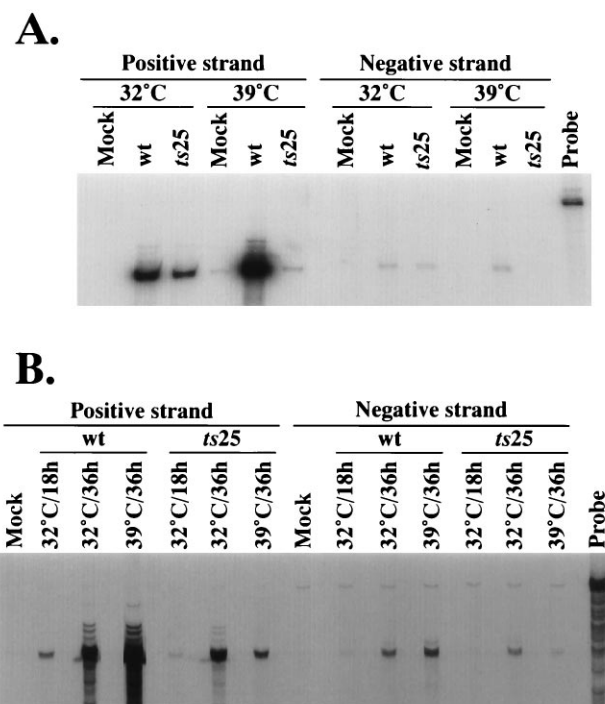 A.
Positive strand Negative strand
32°C 39°C 32°C 39°C
Mock wt ts25 Mock wt ts25 Mock wt ts25 Mock wt ts25 Probe
B.
Positive strand Negative strand
wt ts25 wt ts25
Mock 32°C/18h 32°C/36h 39°C/36h 32°C/18h 32°C/36h 39°C/36h Mock 32°C/18h 32°C/36h 39°C/36h 32°C/18h 32°C/36h 39°C/36h Probe